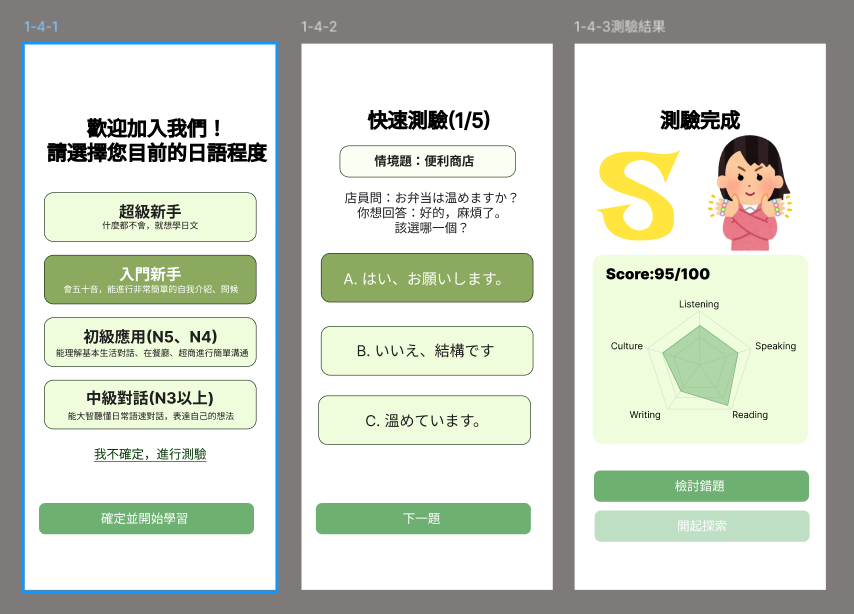 1-4-1
歡迎加入我們！
請選擇您目前的日語程度
超級新手
什麼都不會，就想學日文
入門新手
會五十音，能進行非常簡單的自我介紹、問候
初級應用(N5、N4)
能理解基本生活對話、在餐廳、超商進行簡單溝通
中級對話(N3以上)
能大智聽懂日常語速對話，表達自己的想法
我不確定，進行測驗
確定並開始學習
1-4-2
快速測驗(1/5)
情境題：便利商店
店員問：お弁当は温めますか？
你想回答：好的，麻煩了。
該選哪一個？
A. はい、お願いします。
B. いいえ、結構です
C. 溫めています。
下一題
1-4-3測驗結果
測驗完成
S
Score:95/100
Listening
Speaking
Reading
Writing
Culture
檢討錯題
開起探索